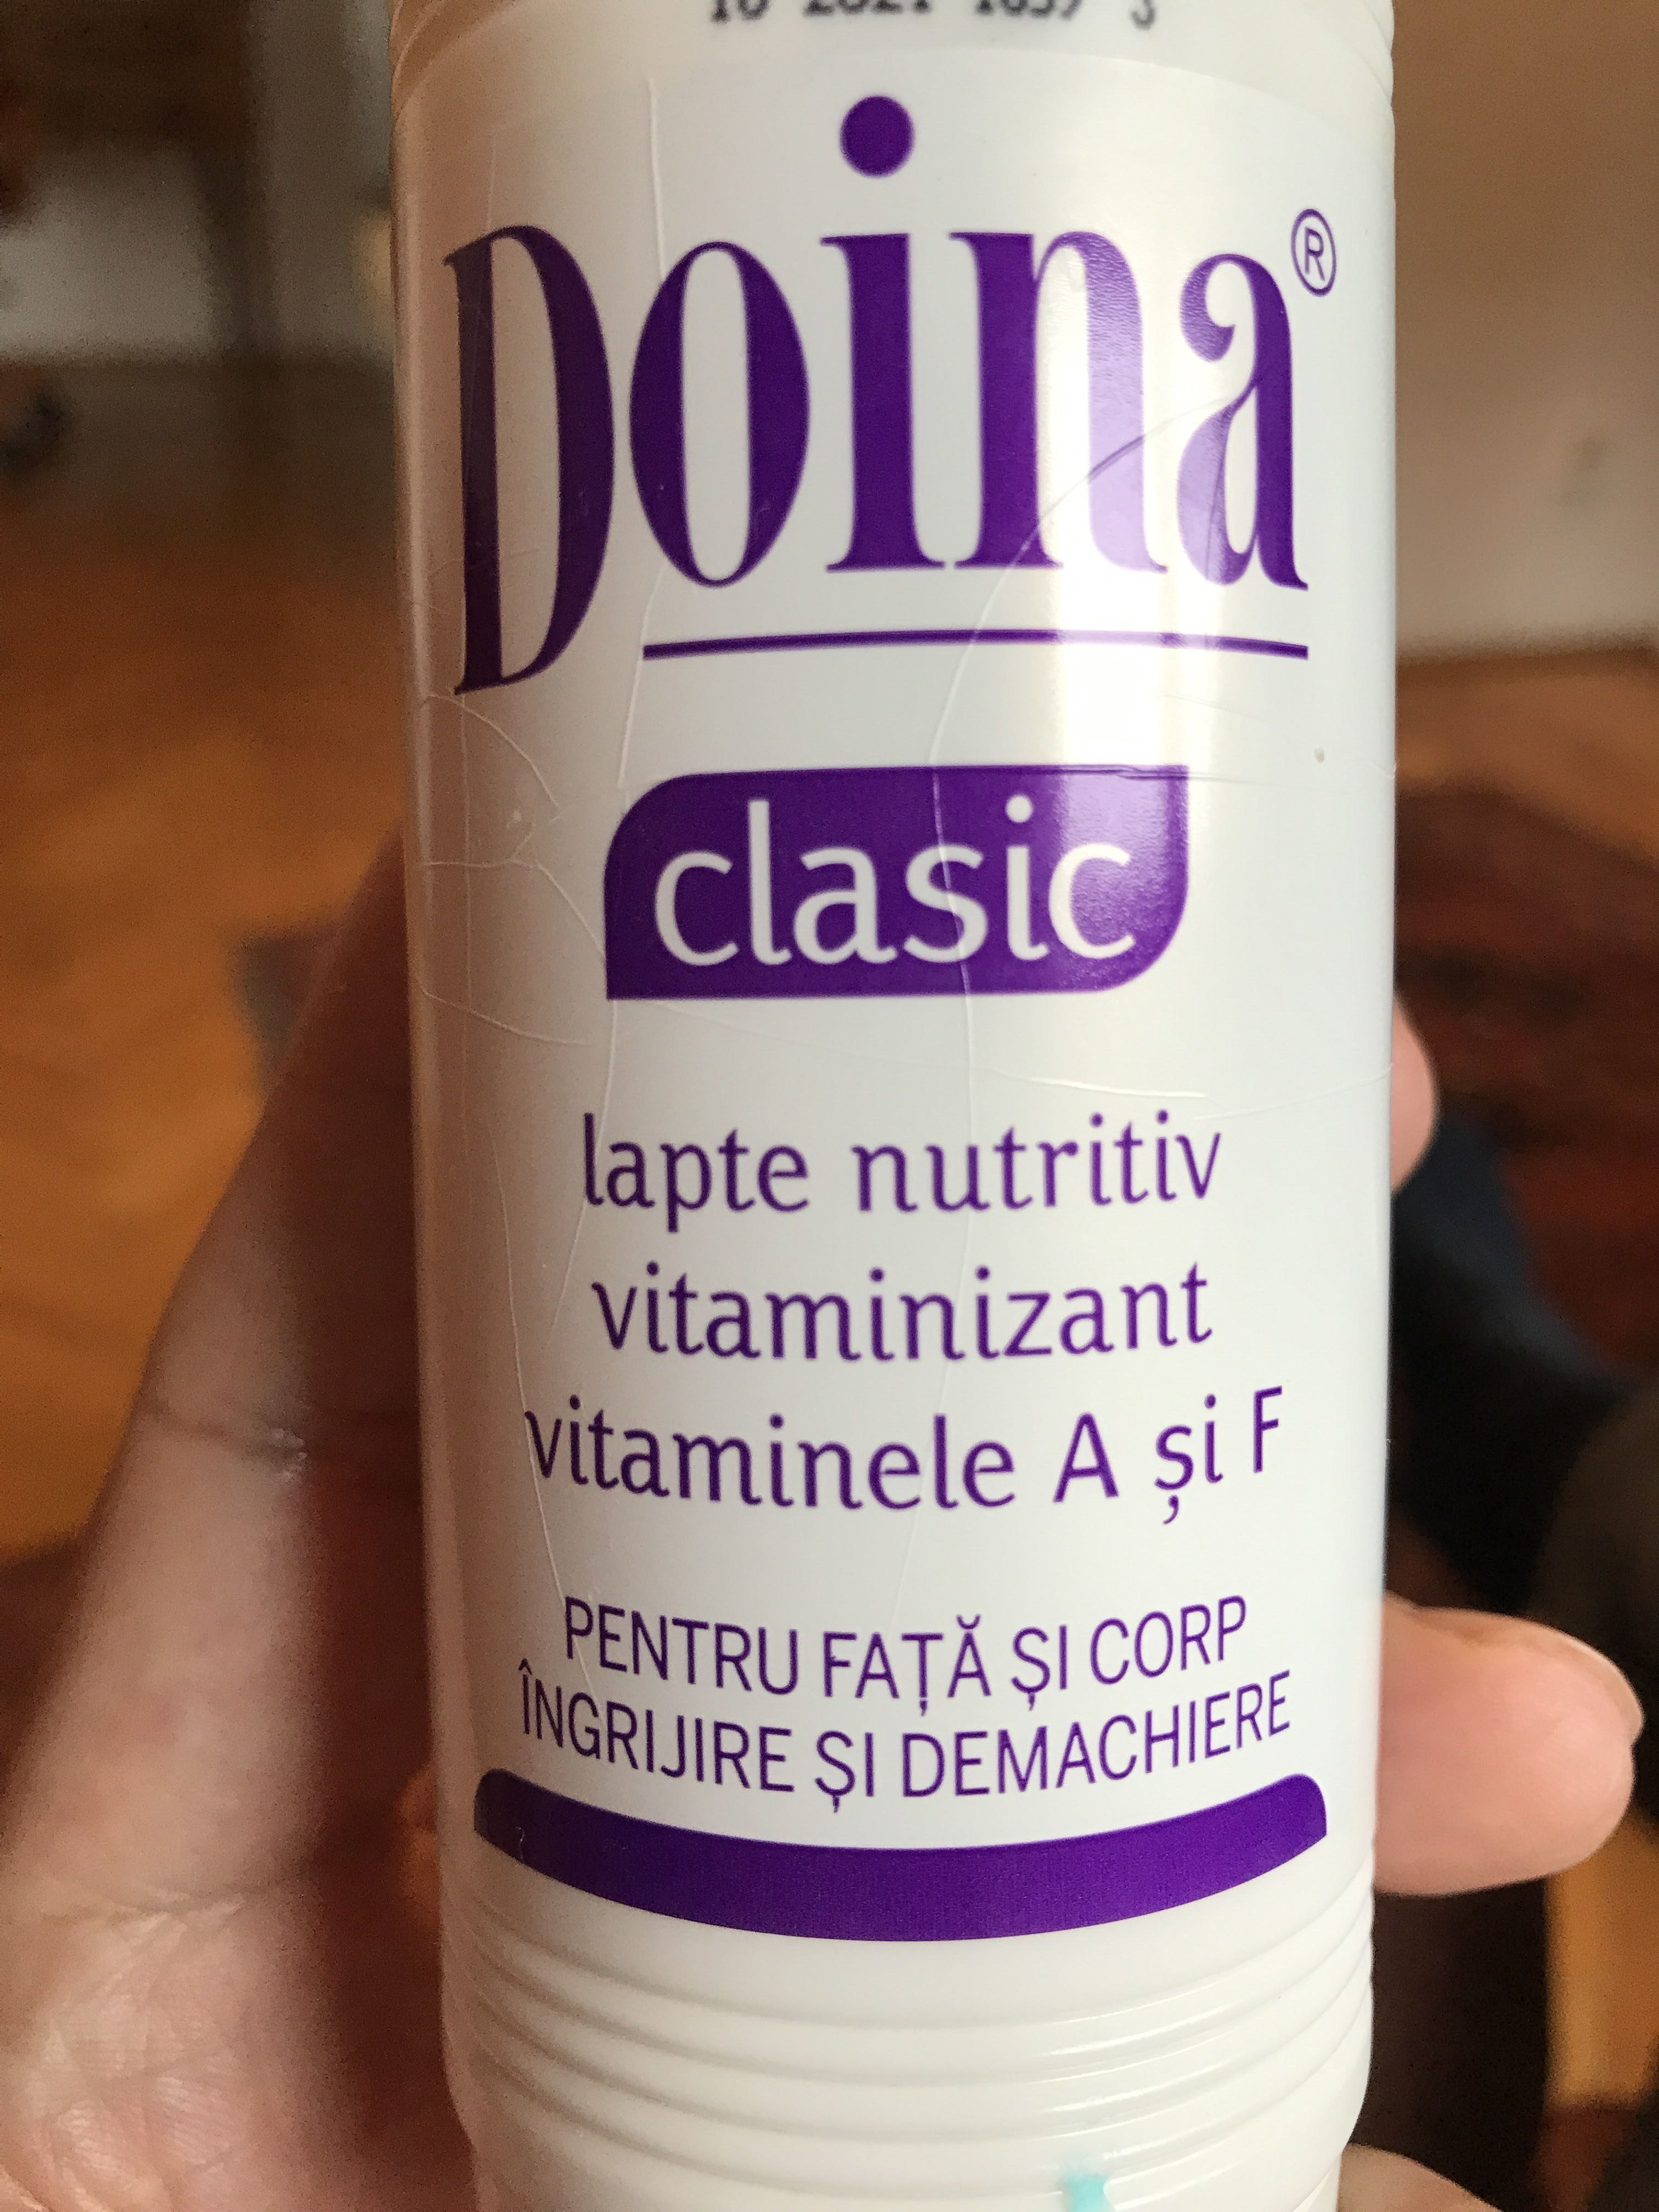 Doina®
clasic
lapte nutritiv
vitaminizant
vitaminele A și F
PENTRU FAȚĂ ȘI CORP
ÎNGRIJIRE ȘI DEMACHIERE